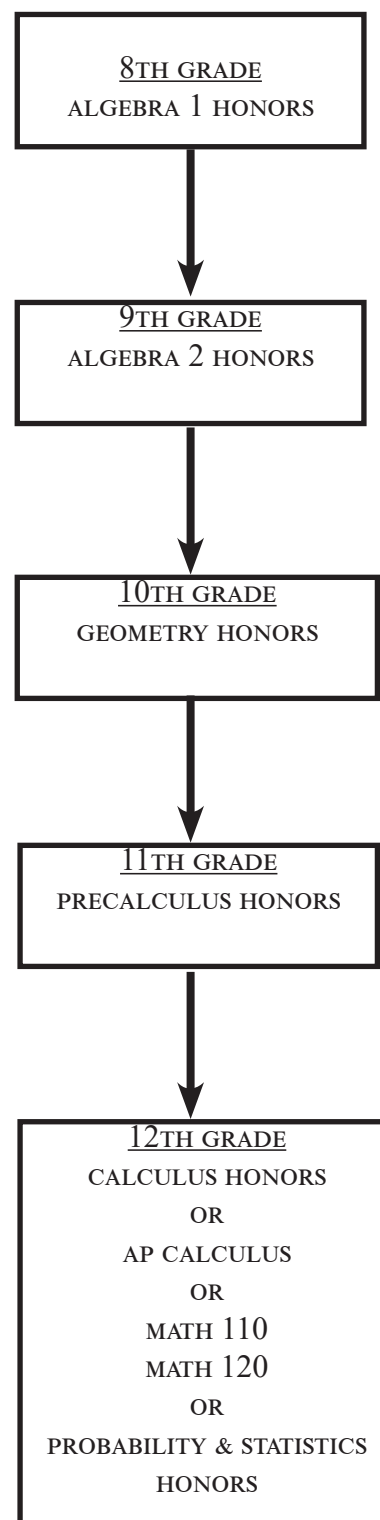 8TH GRADE
ALGEBRA 1 HONORS
9TH GRADE
ALGEBRA 2 HONORS
10TH GRADE
GEOMETRY HONORS
11TH GRADE
PRECALCULUS HONORS
12TH GRADE
CALCULUS HONORS
OR
AP CALCULUS
OR
MATH 110
MATH 120
OR
PROBABILITY & STATISTICS
HONORS